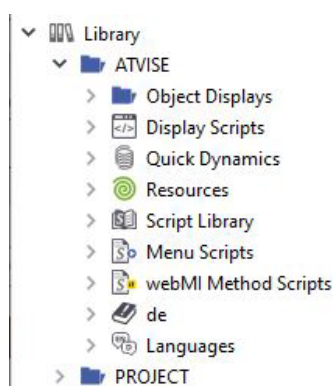 Library
ATVISE
Object Displays
Display Scripts
Quick Dynamics
Resources
Script Library
Menu Scripts
webMI Method Scripts
de
Languages
PROJECT